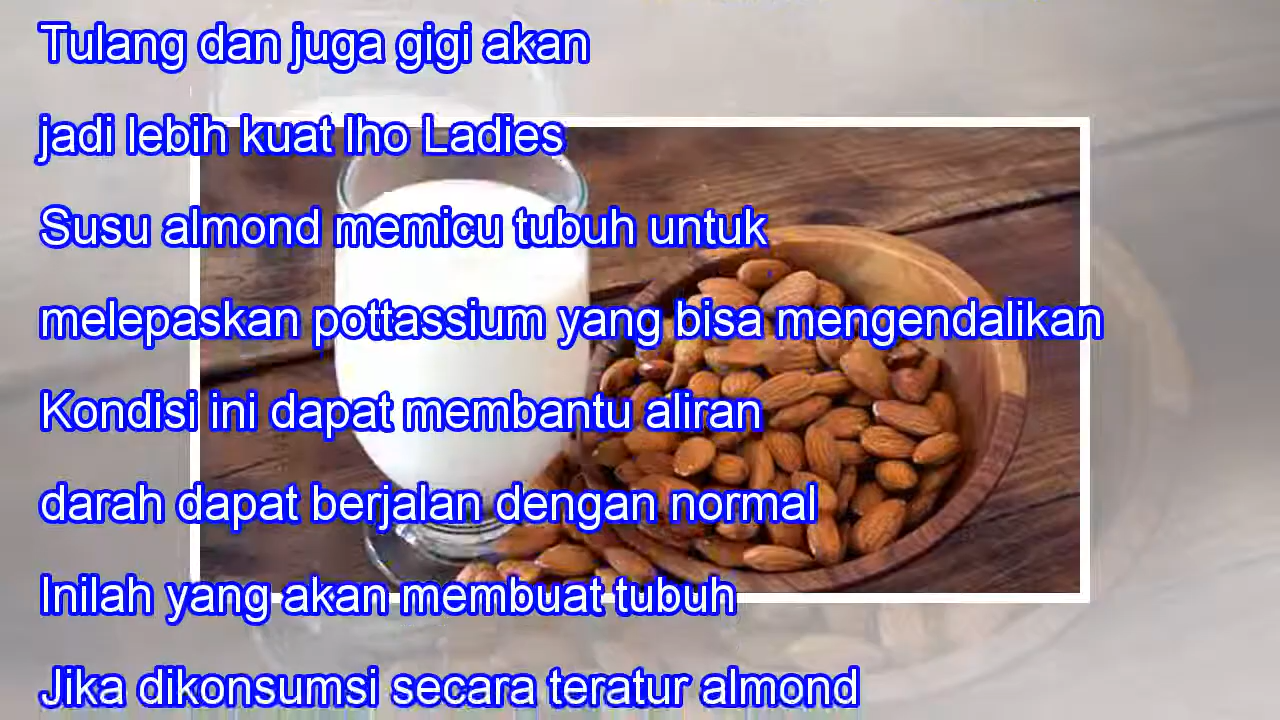 Tulang dan juga gigi akan
jadi lebih kuat lho Ladies
Susu almond memicu tubuh untuk
melepaskan pottassium yang bisa mengendalikan
Kondisi ini dapat membantu aliran
darah dapat berjalan dengan normal
Inilah yang akan membuat tubuh
Jika dikonsumsi secara teratur almond